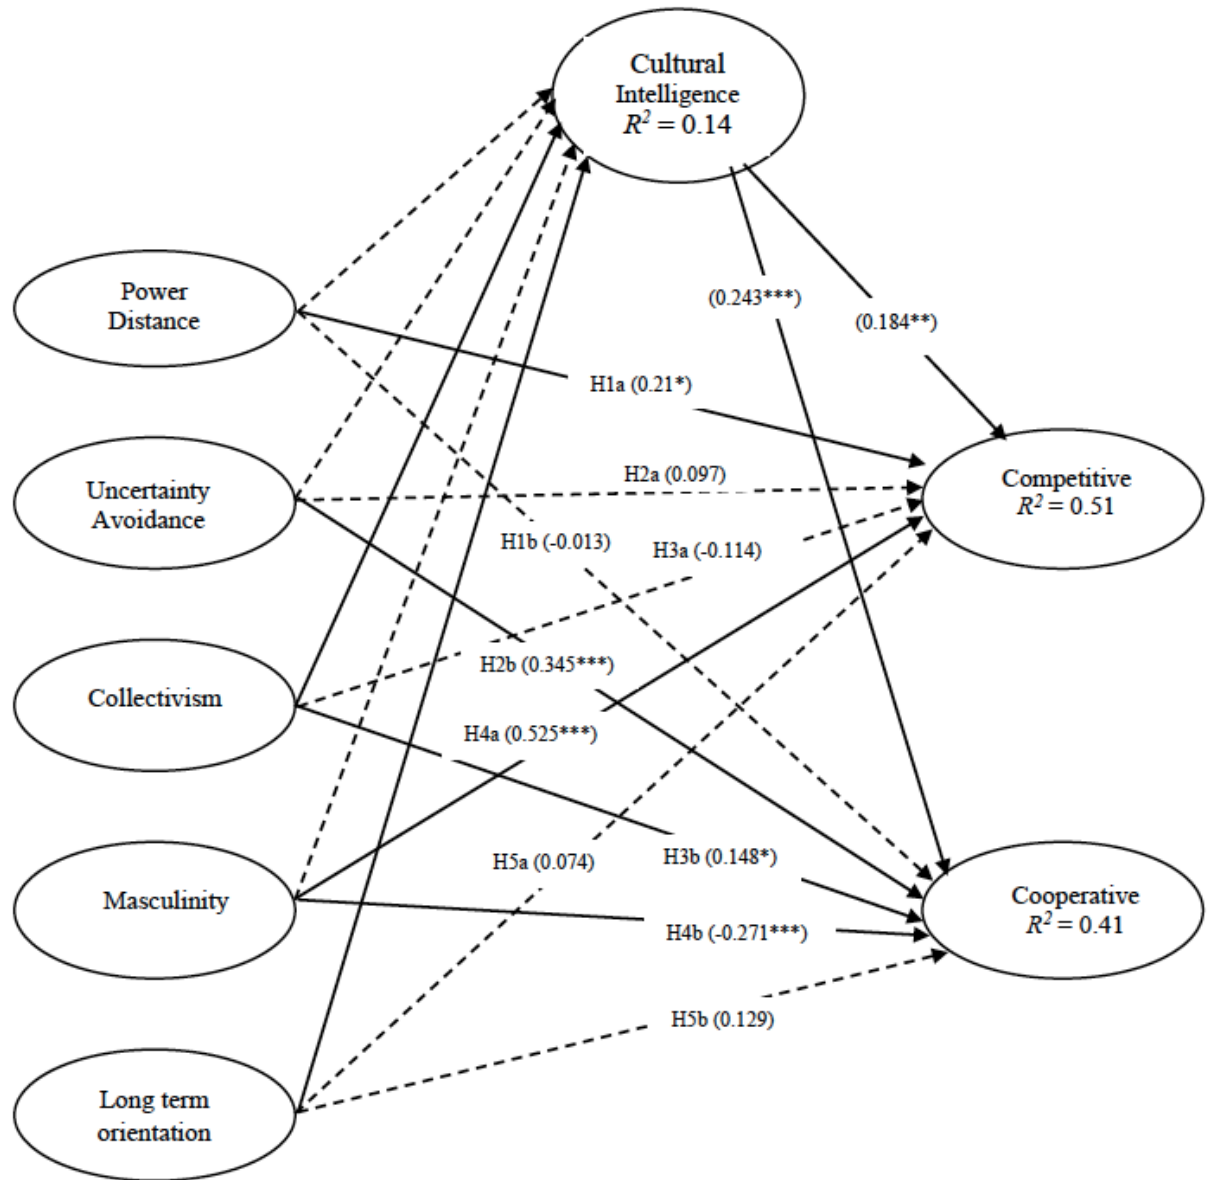 Cultural
Intelligence
R² = 0.14
Power
Distance
(0.243***)
(0.184**)
H1a (0.21*)
Uncertainty
Avoidance
H2a (0.097)
Competitive
R² = 0.51
H1b (-0.013)
H3a (-0.114)
H2b (0.345***)
Collectivism
H4a (0.525***)
H5a (0.074)
H3b (0.148*)
Masculinity
H4b (-0.271***)
Cooperative
R² = 0.41
H5b (0.129)
Long term
orientation